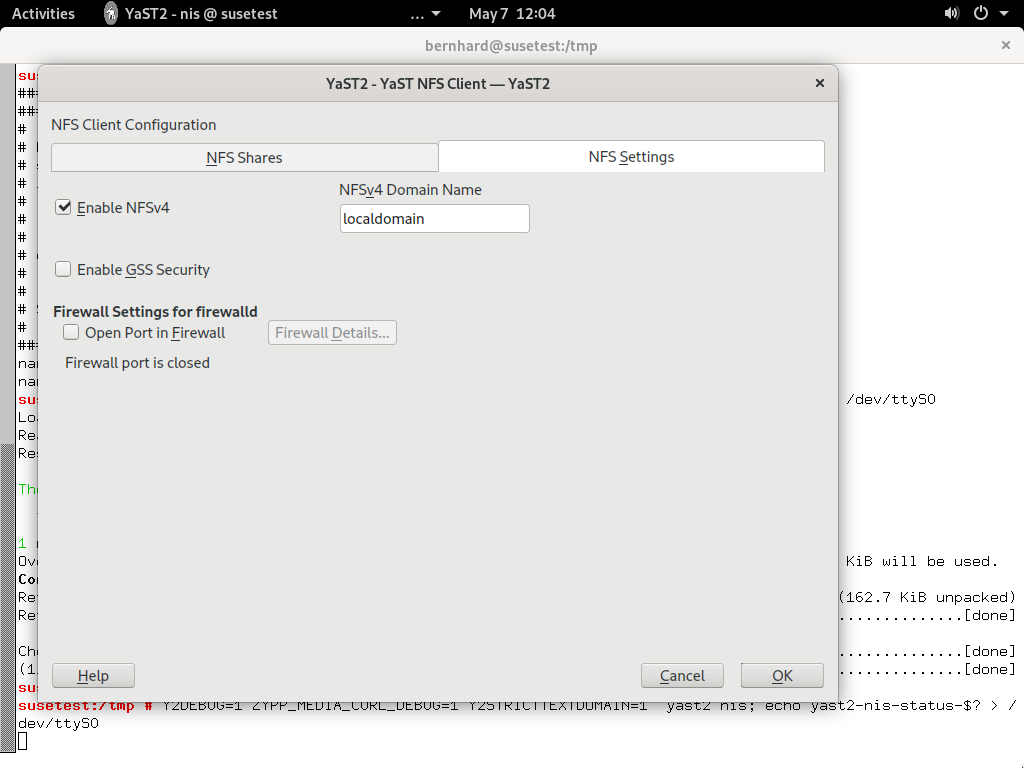 Activities YaST2 - nis @ susetest ... May 7 12:04
bernhard@susetest:/tmp
YaST2 - YaST NFS Client — YaST2
NFS Client Configuration
NFS Shares NFS Settings
NFSv4 Domain Name
Enable NFSv4
localdomain
Enable GSS Security
Firewall Settings for firewalld
Open Port in Firewall Firewall Details...
Firewall port is closed
/dev/ttyS0
KiB will be used.
(162.7 KiB unpacked)
..............[done]
..............[done]
..............[done]
Help Cancel OK
susetest:/tmp # Y2DEBUG=1 ZYPP_MEDIA_CURL_DEBUG=1 Y2STRICTTEXTDOMAIN=1 yast2 nis; echo yast2-nis-status-$? > /
dev/ttyS0